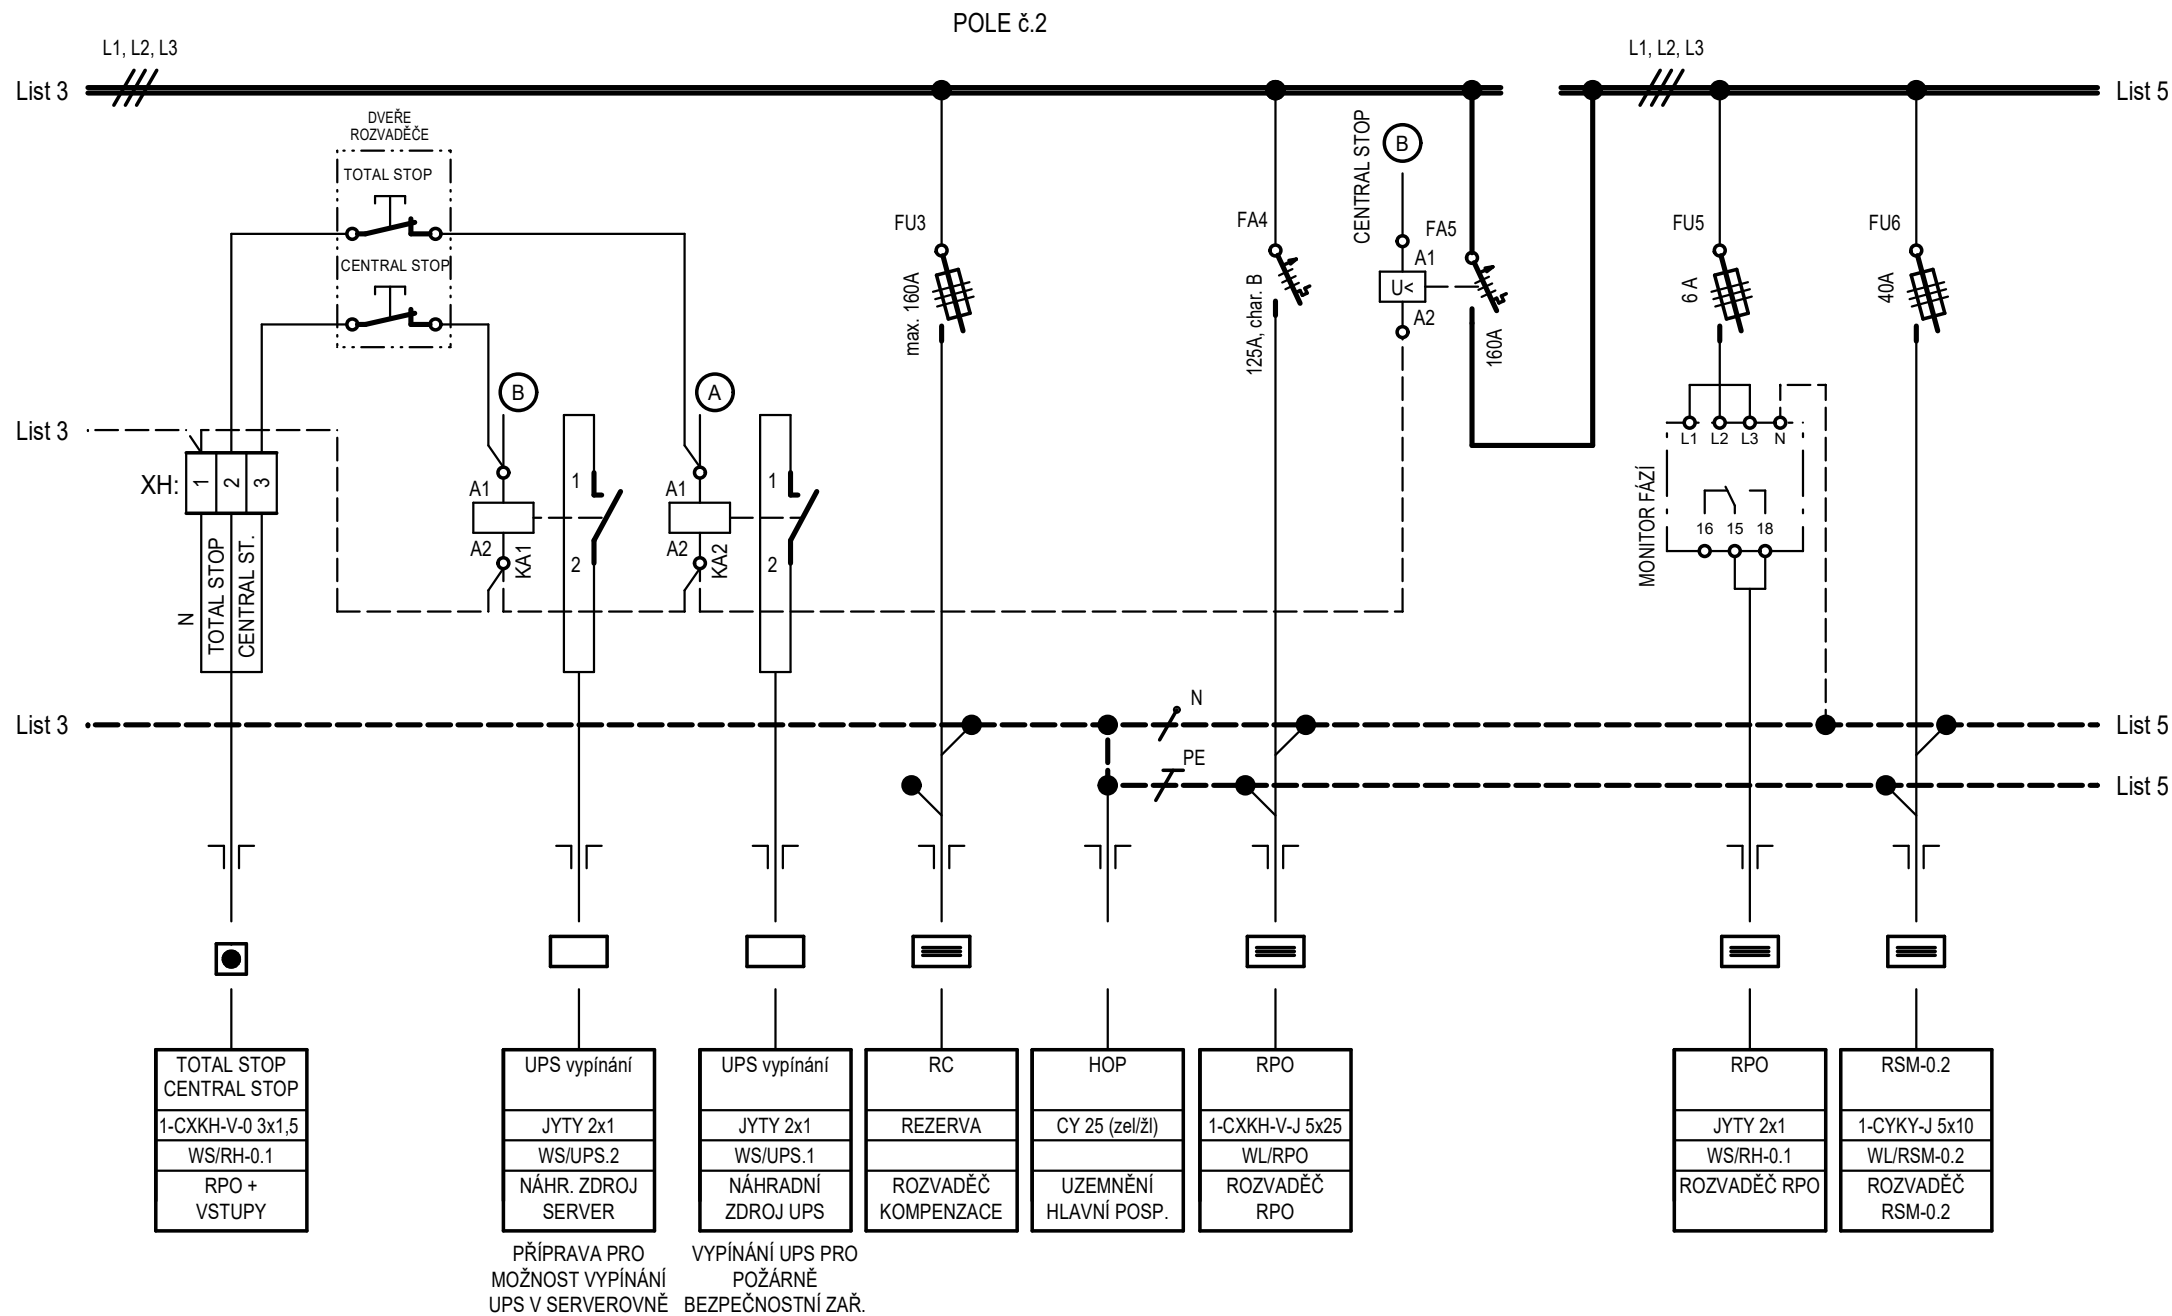 POLE č.2
L1, L2, L3
L1, L2, L3
List 3
List 5
DVEŘE
ROZVADĚČE
TOTAL STOP
CENTRAL STOP
CENTRAL STOP
B
FU3
max. 160A
FA4
125A, char. B
FA5
A1
U<
A2
160A
FU5
6 A
FU6
40A
B
A
List 3
XH:
1
2
3
N
TOTAL STOP
CENTRAL ST.
A1
A2
KA1
1
2
A1
A2
KA2
1
2
MONITOR FÁZÍ
L1
L2
L3
N
16
15
18
List 3
N
List 5
PE
List 5
TOTAL STOP
CENTRAL STOP
1-CXKH-V-0 3x1,5
WS/RH-0.1
RPO +
VSTUPY
UPS vypínání
JYTY 2x1
WS/UPS.2
NÁHR. ZDROJ
SERVER
PŘÍPRAVA PRO
MOŽNOST VYPÍNÁNÍ
UPS V SERVEROVNĚ
UPS vypínání
JYTY 2x1
WS/UPS.1
NÁHRADNÍ
ZDROJ UPS
VYPÍNÁNÍ UPS PRO
POŽÁRNĚ
BEZPEČNOSTNÍ ZAŘ.
RC
REZERVA
ROZVADĚČ
KOMPENZACE
HOP
CY 25 (zel/žl)
UZEMNĚNÍ
HLAVNÍ POSP.
RPO
1-CXKH-V-J 5x25
WL/RPO
ROZVADĚČ
RPO
RPO
JYTY 2x1
WS/RH-0.1
ROZVADĚČ RPO
RSM-0.2
1-CYKY-J 5x10
WL/RSM-0.2
ROZVADĚČ
RSM-0.2